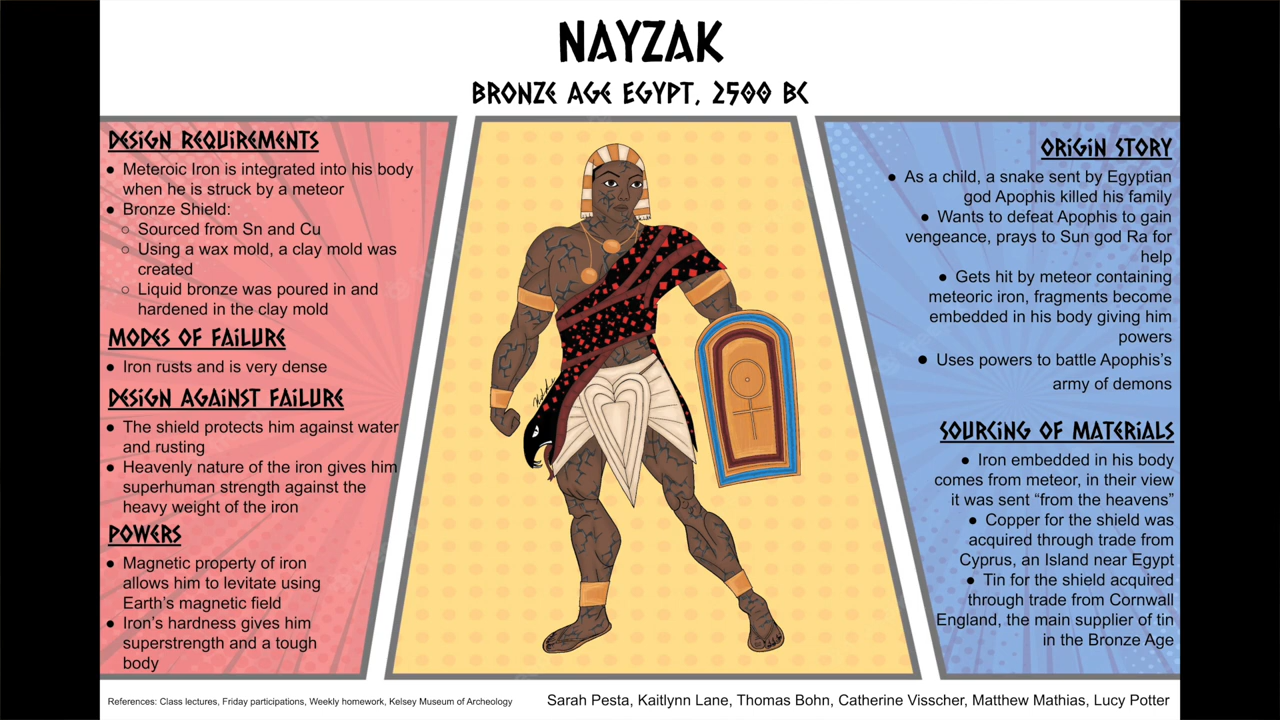 NAYZAK
BRONZE AGE EGYPT, 2500 BC
DESIGN REQUIREMENTS
● Meteroic Iron is integrated into his body
when he is struck by a meteor
● Bronze Shield:
○ Sourced from Sn and Cu
○ Using a wax mold, a clay mold was
created
○ Liquid bronze was poured in and
hardened in the clay mold
MODES OF FAILURE
● Iron rusts and is very dense
DESIGN AGAINST FAILURE
● The shield protects him against water
and rusting
● Heavenly nature of the iron gives him
superhuman strength against the
heavy weight of the iron
POWERS
● Magnetic property of iron
allows him to levitate using
Earth's magnetic field
● Iron's hardness gives him
superstrength and a tough
body
ORIGIN STORY
● As a child, a snake sent by Egyptian
god Apophis killed his family
● Wants to defeat Apophis to gain
vengeance, prays to Sun god Ra for
help
● Gets hit by meteor containing
meteoric iron, fragments become
embedded in his body giving him
powers
● Uses powers to battle Apophis's
army of demons
SOURCING OF MATERIALS
● Iron embedded in his body
comes from meteor, in their view
it was sent "from the heavens"
● Copper for the shield was
acquired through trade from
Cyprus, an Island near Egypt
● Tin for the shield acquired
through trade from Cornwall
England, the main supplier of tin
in the Bronze Age
References: Class lectures, Friday participations, Weekly homework, Kelsey Museum of Archeology
Sarah Pesta, Kaitlynn Lane, Thomas Bohn, Catherine Visscher, Matthew Mathias, Lucy Potter